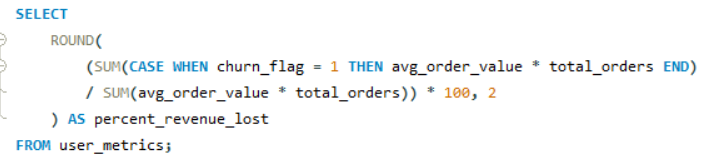 SELECT
    ROUND(
        (SUM(CASE WHEN churn_flag = 1 THEN avg_order_value * total_orders END)
        / SUM(avg_order_value * total_orders)) * 100, 2
    ) AS percent_revenue_lost
FROM user_metrics;